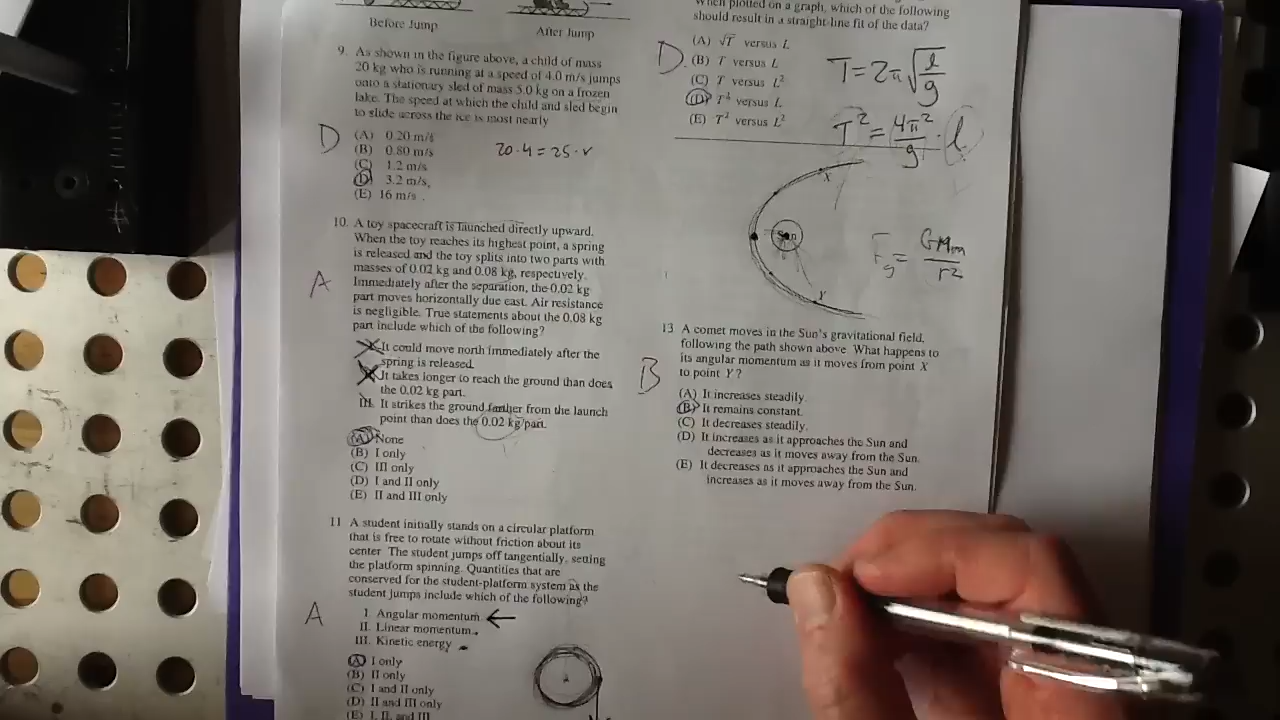 Before Jump
After Jump
9. As shown in the figure above, a child of mass
20 kg who is running at a speed of 4.0 m/s jumps
onto a stationary sled of mass 5.0 kg on a frozen
lake. The speed at which the child and sled begin
to slide across the ice is most nearly
D
(A) 0.20 m/s
(B) 0.80 m/s
(C) 1.2 m/s
(D) 3.2 m/s
(E) 16 m/s
20·4=25·v
10. A toy spacecraft is launched directly upward.
When the toy reaches its highest point, a spring
is released and the toy splits into two parts with
masses of 0.02 kg and 0.08 kg, respectively.
Immediately after the separation, the 0.02 kg
part moves horizontally due east. Air resistance
is negligible. True statements about the 0.08 kg
part include which of the following?
A
It could move north immediately after the
spring is released.
It takes longer to reach the ground than does
the 0.02 kg part.
III. It strikes the ground farther from the launch
point than does the 0.02 kg part.
(A) None
(B) I only
(C) III only
(D) I and II only
(E) II and III only
11 A student initially stands on a circular platform
that is free to rotate without friction about its
center. The student jumps off tangentially, setting
the platform spinning. Quantities that are
conserved for the student-platform system as the
student jumps include which of the following?
A
I. Angular momentum
II. Linear momentum
III. Kinetic energy
(A) I only
(B) II only
(C) I and II only
(D) II and III only
(E) I, II, and III
When plotted on a graph, which of the following
should result in a straight-line fit of the data?
D
(A) √T versus L
(B) T versus L
(C) T versus L²
(D) T² versus L
(E) T² versus L²
T=2π√(l/g)
T²=4π²/g · l
X
Sun
Y
Fg= GMm/r²
13 A comet moves in the Sun's gravitational field,
following the path shown above. What happens to
its angular momentum as it moves from point X
to point Y?
B
(A) It increases steadily.
(B) It remains constant.
(C) It decreases steadily.
(D) It increases as it approaches the Sun and
decreases as it moves away from the Sun.
(E) It decreases as it approaches the Sun and
increases as it moves away from the Sun.